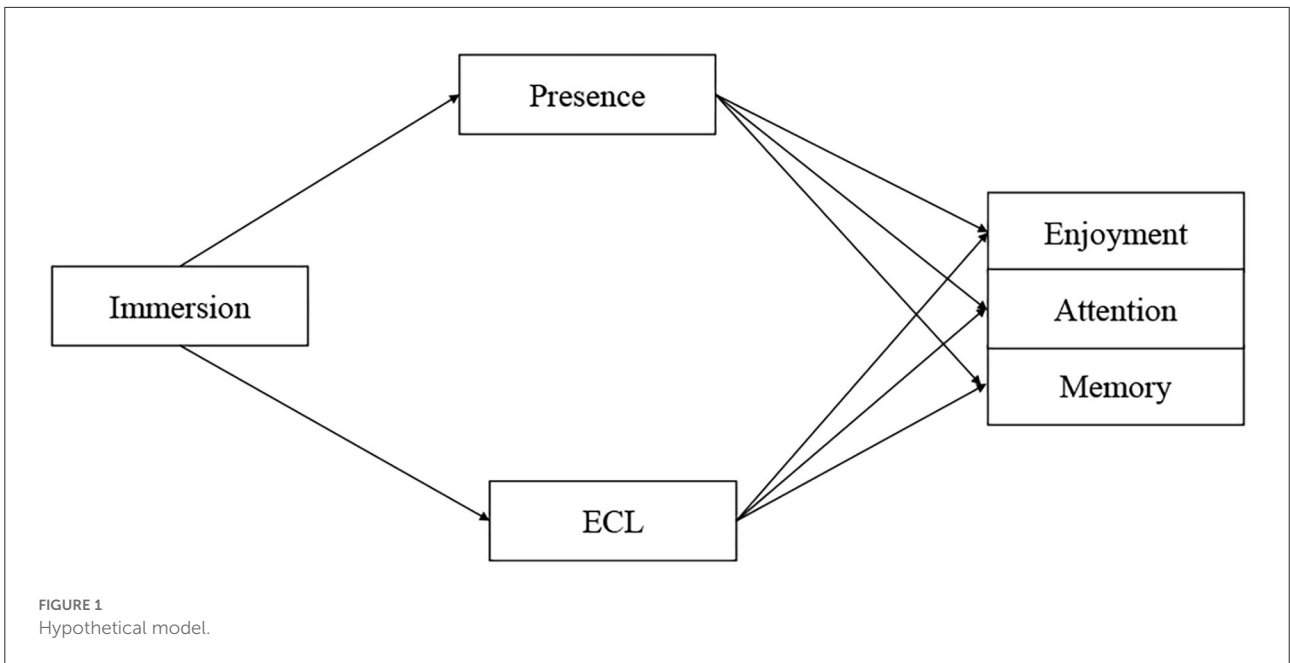 Presence
Immersion
Enjoyment
Attention
Memory
ECL
FIGURE 1
Hypothetical model.